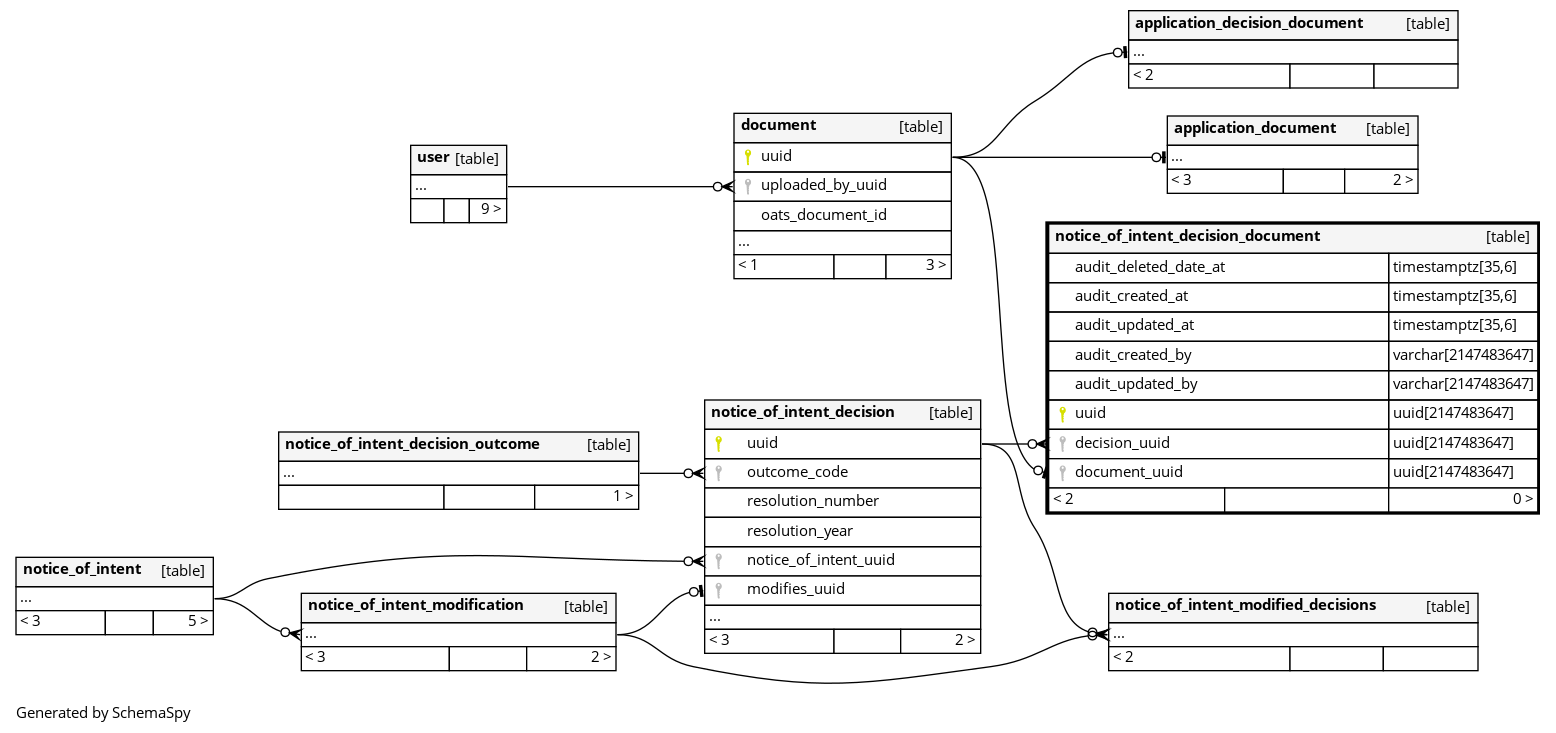 application_decision_document [table]
...
< 2
document [table]
uuid
uploaded_by_uuid
oats_document_id
...
< 1 3 >
application_document [table]
...
< 3 2 >
user [table]
...
9 >
notice_of_intent_decision_document [table]
audit_deleted_date_at timestamptz[35,6]
audit_created_at timestamptz[35,6]
audit_updated_at timestamptz[35,6]
audit_created_by varchar[2147483647]
audit_updated_by varchar[2147483647]
uuid uuid[2147483647]
decision_uuid uuid[2147483647]
document_uuid uuid[2147483647]
< 2 0 >
notice_of_intent_decision [table]
uuid
outcome_code
resolution_number
resolution_year
notice_of_intent_uuid
modifies_uuid
...
< 3 2 >
notice_of_intent_decision_outcome [table]
...
1 >
notice_of_intent [table]
...
< 3 5 >
notice_of_intent_modification [table]
...
< 3 2 >
notice_of_intent_modified_decisions [table]
...
< 2
Generated by SchemaSpy